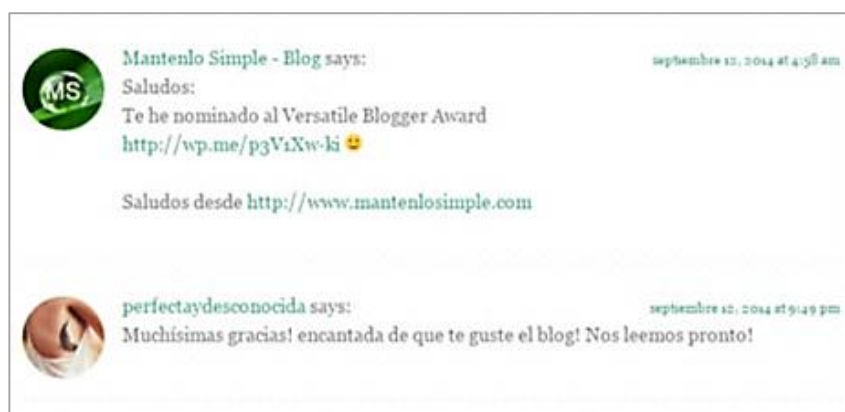 MS
Mantenlo Simple - Blog says:
septiembre 12, 2014 at 4:58 am
Saludos:
Te he nominado al Versatile Blogger Award
http://wp.me/p3V1Xw-ki
Saludos desde http://www.mantenlosimple.com
perfectaydesconocida says:
septiembre 12, 2014 at 9:49 pm
Muchísimas gracias! encantada de que te guste el blog! Nos leemos pronto!